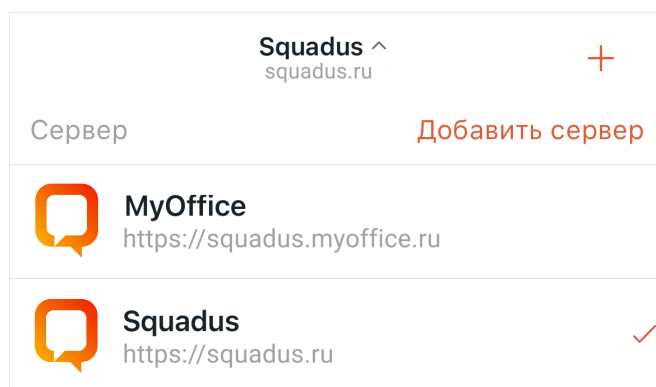 Squadus
squadus.ru
Сервер Добавить сервер
MyOffice
https://squadus.myoffice.ru
Squadus
https://squadus.ru